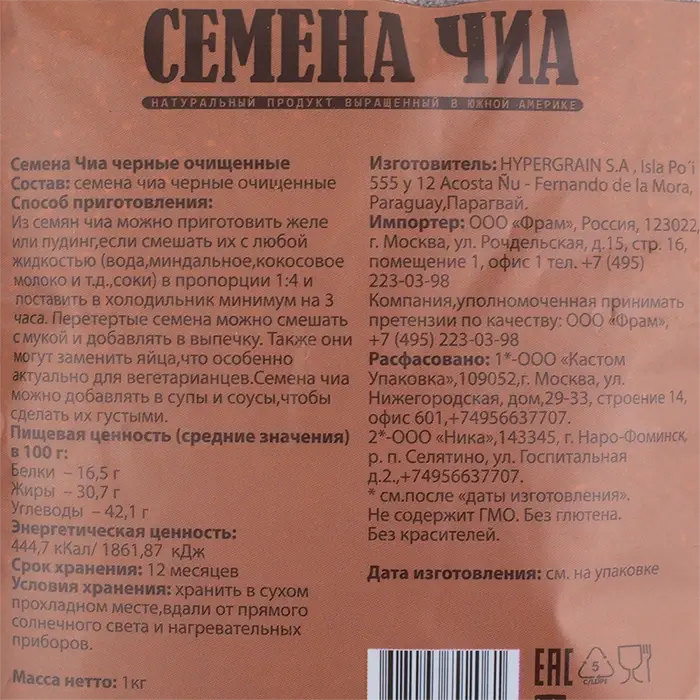 СЕМЕНА ЧИА
НАТУРАЛЬНЫЙ ПРОДУКТ ВЫРАЩЕННЫЙ В ЮЖНОЙ АМЕРИКЕ
Семена Чиа черные очищенные
Состав: семена чиа черные очищенные
Способ приготовления:
Из семян чиа можно приготовить желе
или пудинг,если смешать их с любой
жидкостью (вода,миндальное,кокосовое
молоко и т.д.,соки) в пропорции 1:4 и
поставить в холодильник минимум на 3
часа. Перетертые семена можно смешать
с мукой и добавлять в выпечку. Также они
могут заменить яйца,что особенно
актуально для вегетарианцев.Семена чиа
можно добавлять в супы и соусы,чтобы
сделать их густыми.
Пищевая ценность (средние значения)
в 100 г:
Белки – 16,5 г
Жиры – 30,7 г
Углеводы – 42,1 г
Энергетическая ценность:
444,7 кКал/ 1861,87 кДж
Срок хранения: 12 месяцев
Условия хранения: хранить в сухом
прохладном месте,вдали от прямого
солнечного света и нагревательных
приборов.
Масса нетто: 1кг
Изготовитель: HYPERGRAIN S.A , Isla Po'i
555 y 12 Acosta Ñu - Fernando de la Mora,
Paraguay,Парагвай.
Импортер: ООО «Фрам», Россия, 123022,
г. Москва, ул. Рочдельская, д.15, стр. 16,
помещение 1, офис 1 тел. +7 (495)
223-03-98
Компания,уполномоченная принимать
претензии по качеству: ООО «Фрам»,
+7 (495) 223-03-98
Расфасовано: 1*-ООО «Кастом
Упаковка»,109052,г. Москва, ул.
Нижегородская, дом,29-33, строение 14,
офис 601,+74956637707.
2*-ООО «Ника»,143345, г. Наро-Фоминск,
р. п. Селятино, ул. Госпитальная
д.2.,+74956637707.
* см.после «даты изготовления».
Не содержит ГМО. Без глютена.
Без красителей.
Дата изготовления: см. на упаковке
EAC
5
C/LDPE